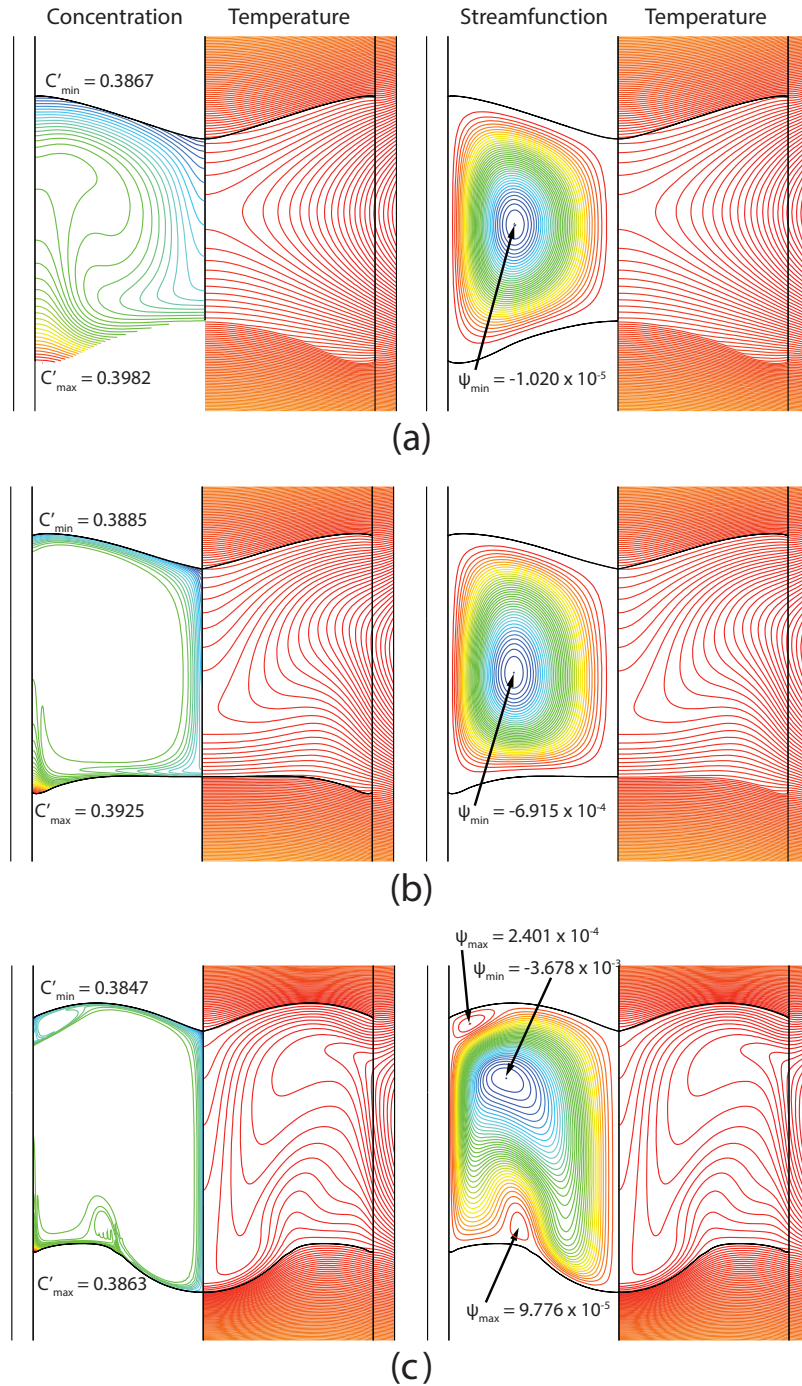 Concentration Temperature Streamfunction Temperature
C′min = 0.3867
C′max = 0.3982
ψmin = -1.020 x 10-5
(a)
C′min = 0.3885
C′max = 0.3925
ψmin = -6.915 x 10-4
(b)
ψmax = 2.401 x 10-4
C′min = 0.3847
ψmin = -3.678 x 10-3
C′max = 0.3863
ψmax = 9.776 x 10-5
(c)